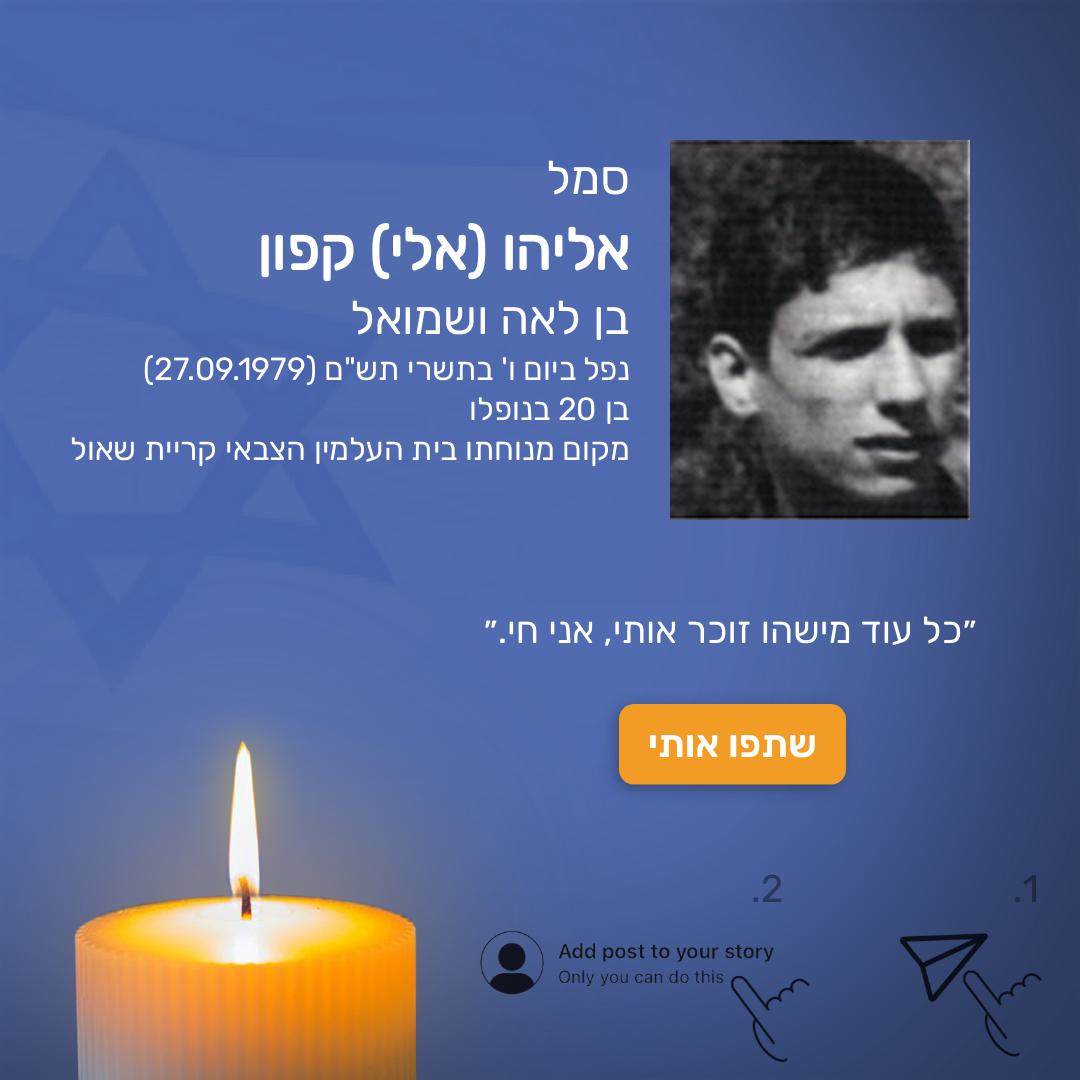 סמל
אליהו (אלי) קפון
בן לאה ושמואל
נפל ביום ו' בתשרי תש"ם (27.09.1979)
בן 20 בנופלו
מקום מנוחתו בית העלמין הצבאי קריית שאול
״כל עוד מישהו זוכר אותי, אני חי.״
שתפו אותי
1.
2.
Add post to your story
Only you can do this